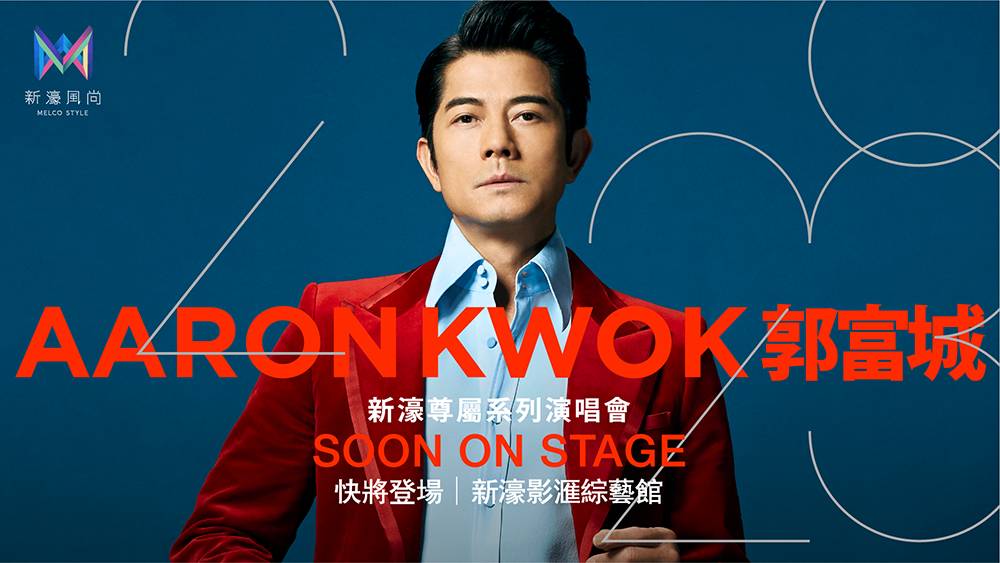 新濠風尚
MELCO STYLE
AARON KWOK 郭富城
新濠尊屬系列演唱會
SOON ON STAGE
快將登場｜新濠影滙綜藝館